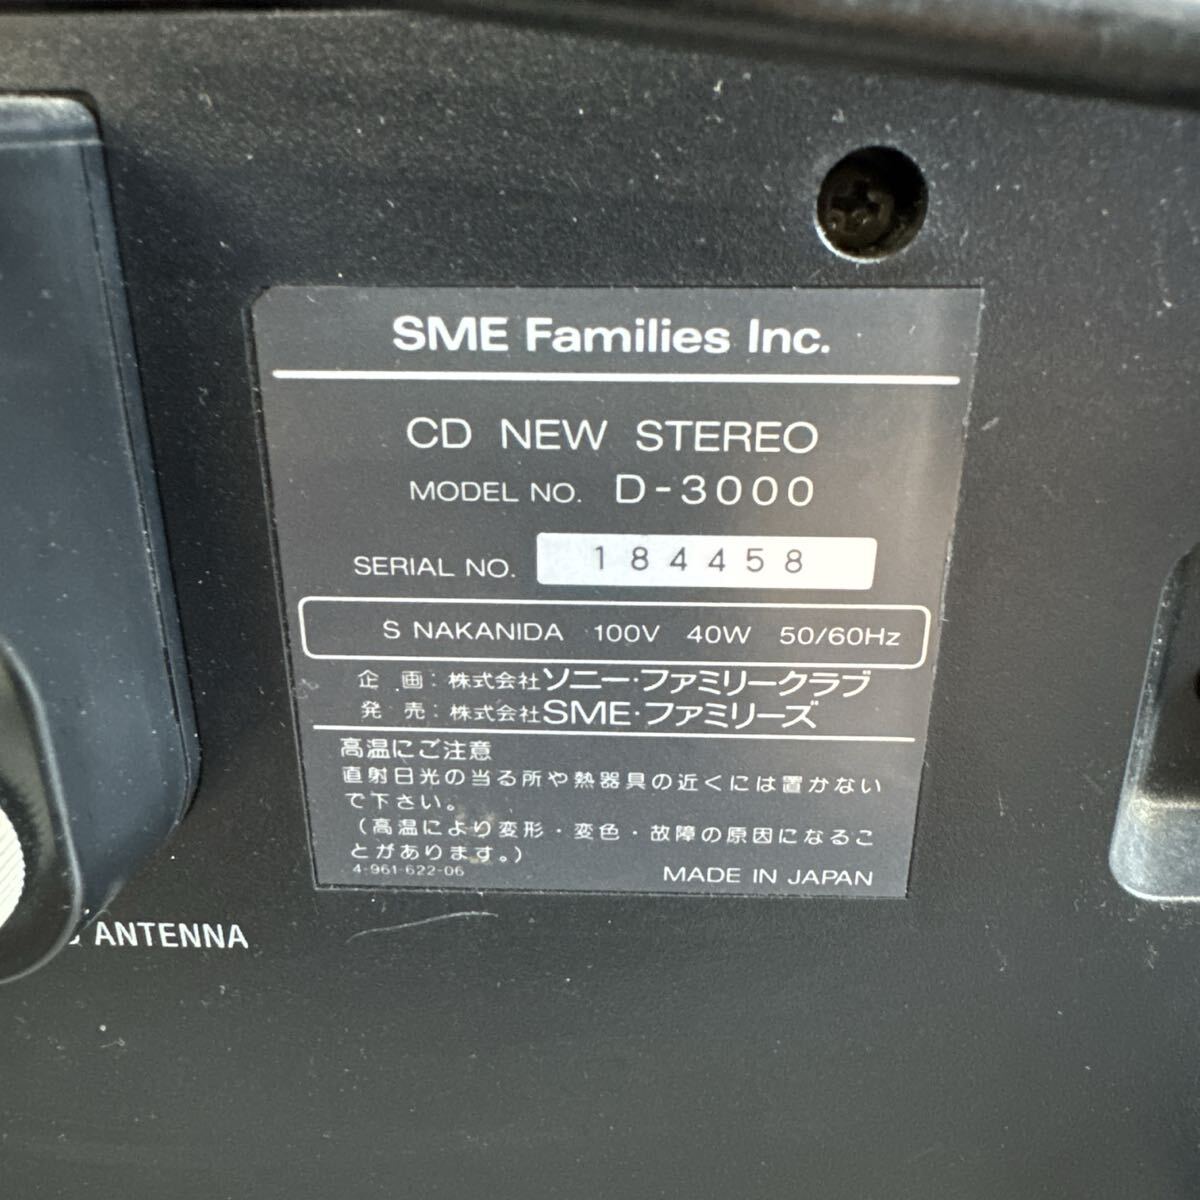 SME Families Inc.
CD NEW STEREO
MODEL NO. D-3000
SERIAL NO. 184458
S NAKANIDA 100V 40W 50/60Hz
企画:株式会社ソニー・ファミリークラブ
発売:株式会社SME・ファミリーズ
高温にご注意
直射日光の当る所や熱器具の近くには置かない
で下さい。
(高温により変形・変色・故障の原因になるこ
とがあります。)
4-961-622-06 MADE IN JAPAN
ANTENNA